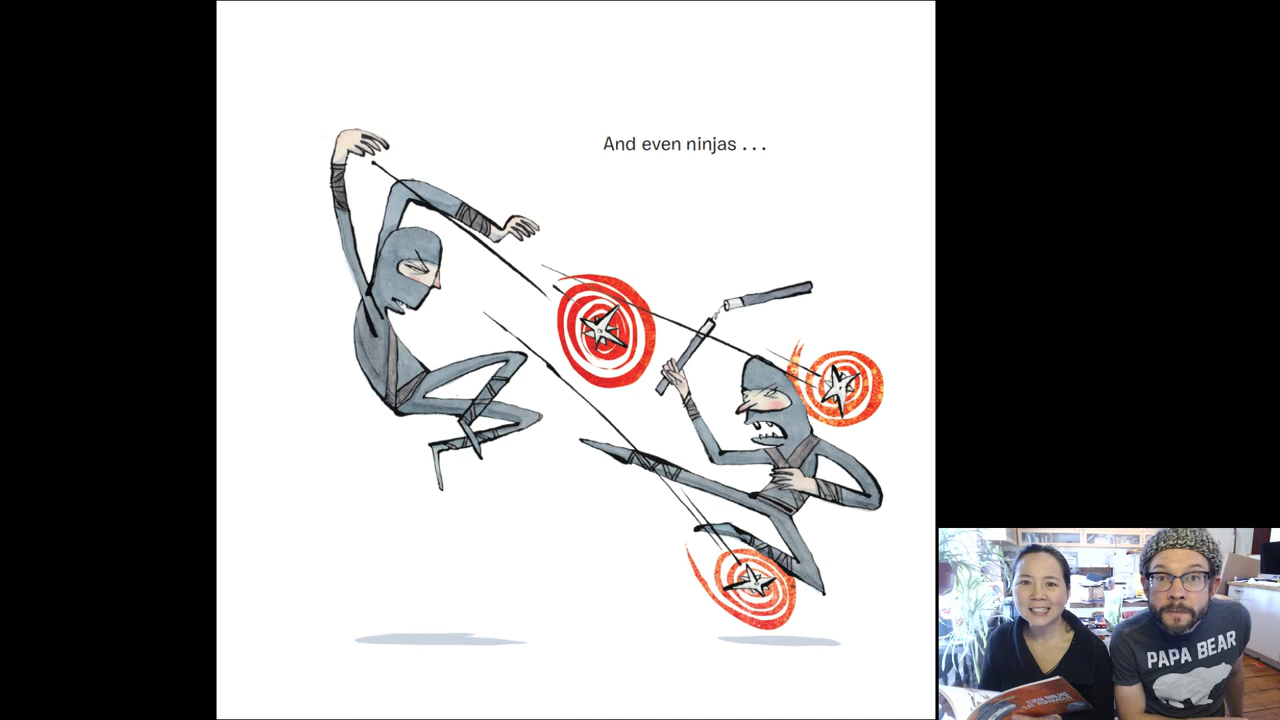 And even ninjas . . .
PAPA BEAR